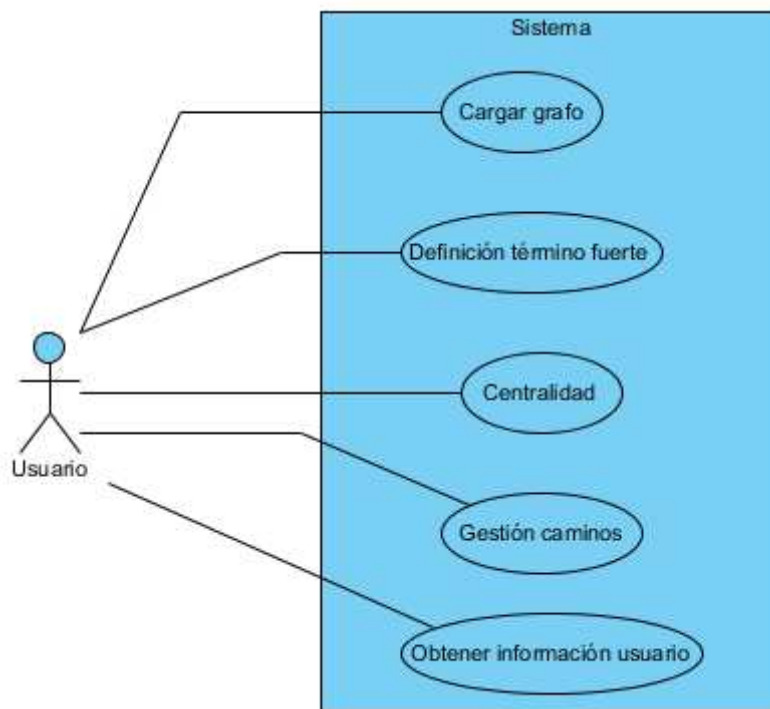 Sistema
Cargar grafo
Definición término fuerte
Centralidad
Usuario
Gestión caminos
Obtener información usuario